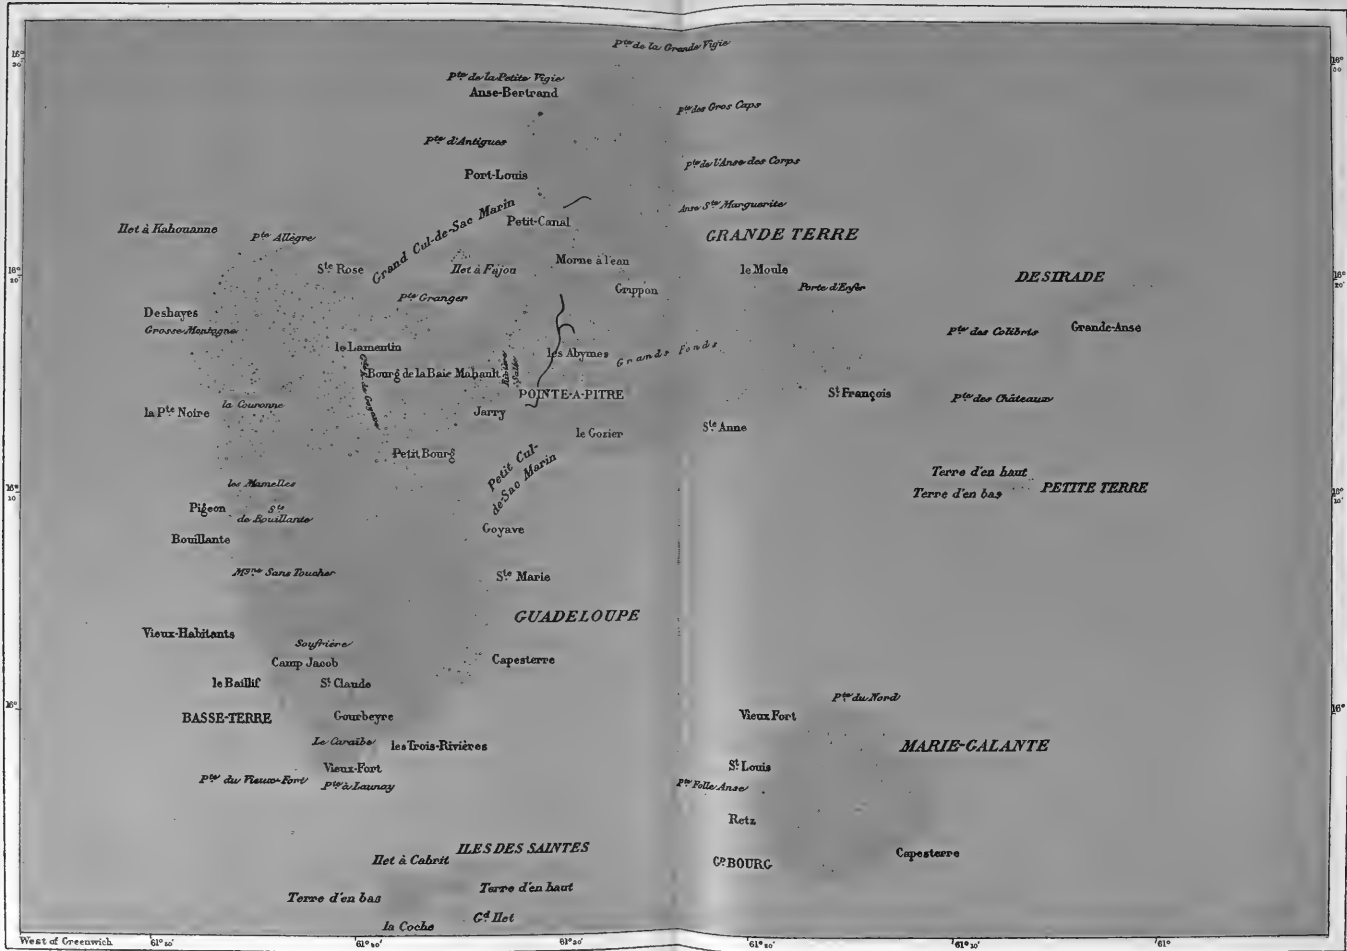 Pte de la Grande Vigie
Pte de la Petite Vigie
Anse-Bertrand
Pte des Gros Caps
Pte d'Antigues
Pte de l'Anse des Corps
Port-Louis
Anse Ste Marguerite
Grand Cul-de-Sac Marin
Petit-Canal
Ilet à Kahouanne
Pte Allègre
GRANDE TERRE
Ste Rose
Ilet à Fajou
Morne à l'eau
le Moule
DESIRADE
Pte Granger
Grippon
Porte d'Enfer
Deshayes
Grosse-Montagne
Pte des Colibris
Grande-Anse
le Lamentin
les Abymes
Grands Fonds
Bourg de la Baie Mahault
Rivière Salée
POINTE-A-PITRE
St François
Pte des Châteaux
la Pte Noire
la Couronne
Jarry
le Gozier
Ste Anne
Petit Bourg
Petit Cul-
de-Sac Marin
Terre d'en haut
Terre d'en bas
PETITE TERRE
les Mamelles
Pigeon
Ste
de Bouillante
Goyave
Bouillante
Mgne Sans Toucher
Ste Marie
GUADELOUPE
Vieux-Habitants
Soufrière
Camp Jacob
Capesterre
le Baillif
St Claude
Pte du Nord
BASSE-TERRE
Gourbeyre
Vieux Fort
Le Caraïbe
les Trois-Rivières
MARIE-GALANTE
Vieux-Fort
St Louis
Pte du Vieux-Fort
Pte à Launay
Pte Folle Anse
Retz
ILES DES SAINTES
Ilet à Cabrit
Gd BOURG
Capesterre
Terre d'en bas
Terre d'en haut
la Coche
Gd Ilet
West of Greenwich
61°